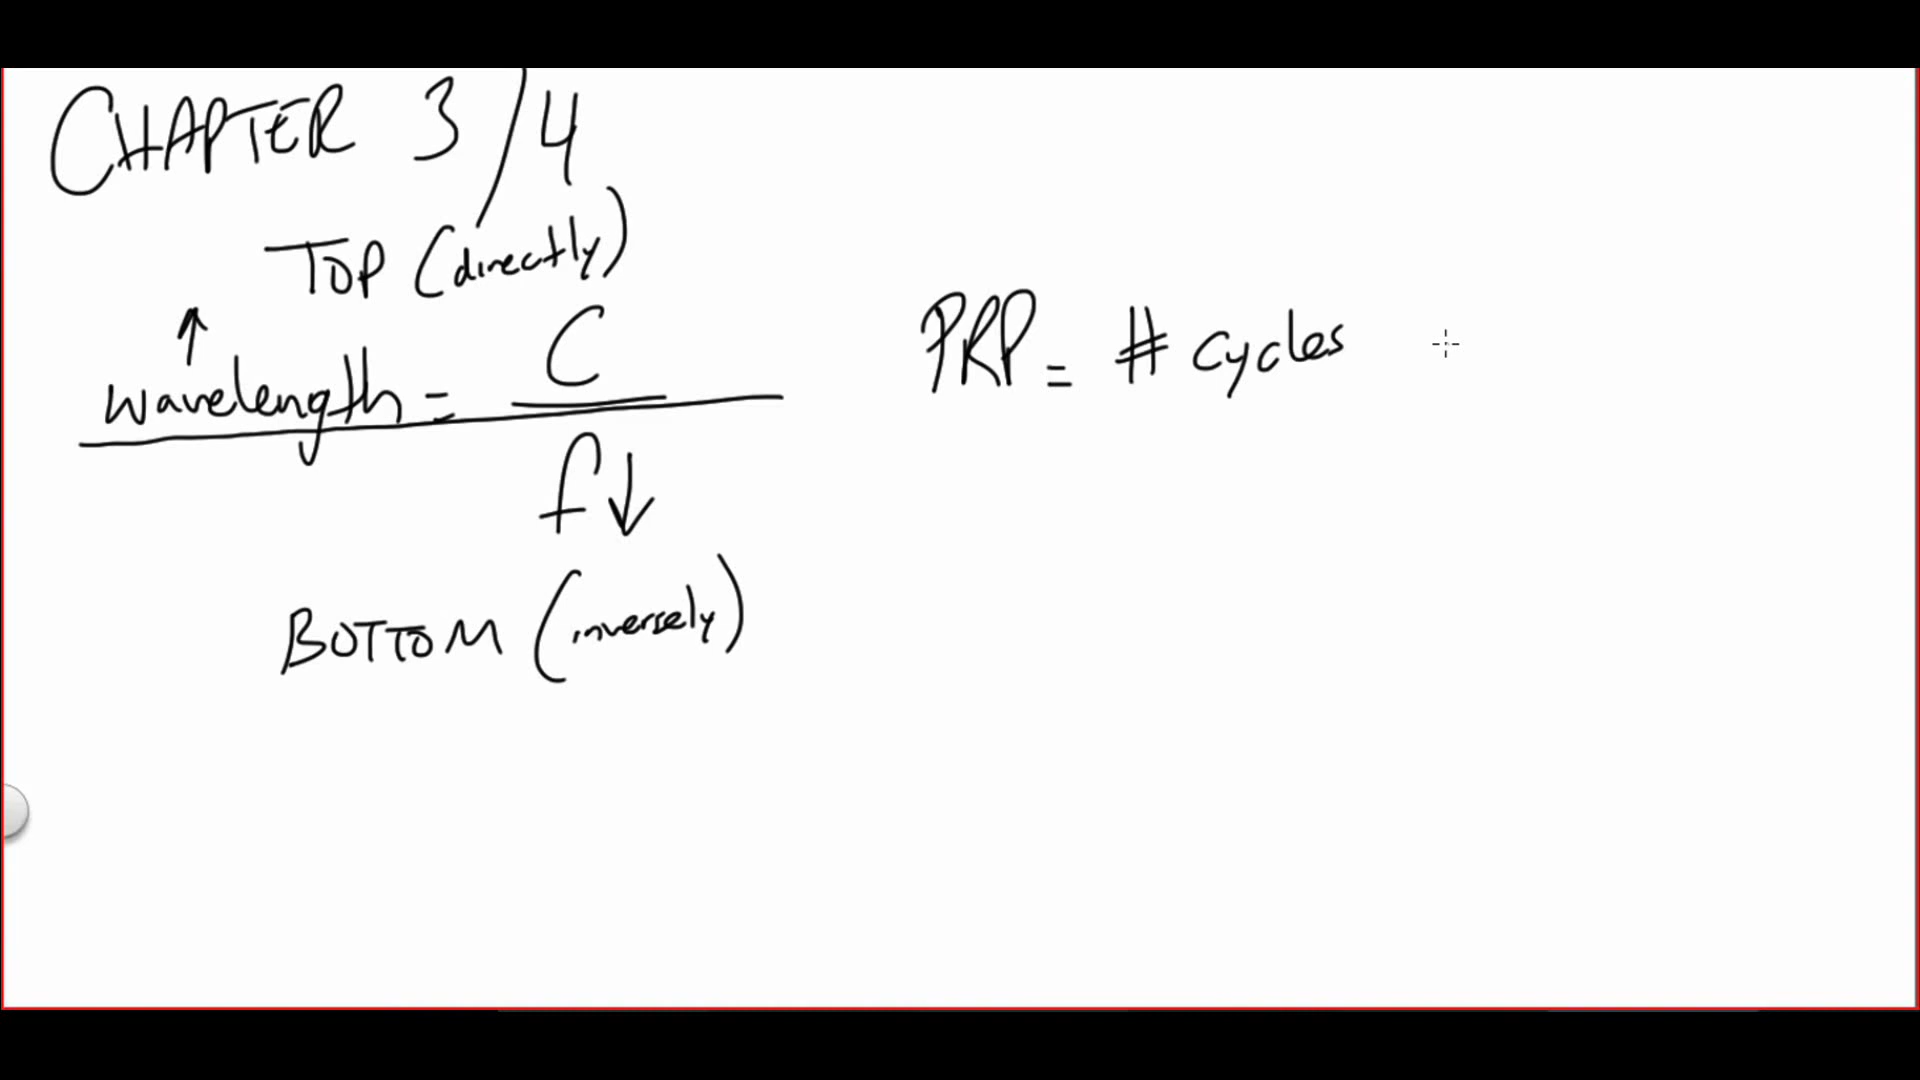 CHAPTER 3/4
TOP (directly)
↑
wavelength = C
f↓
BOTTOM (inversely)
PRP = # cycles